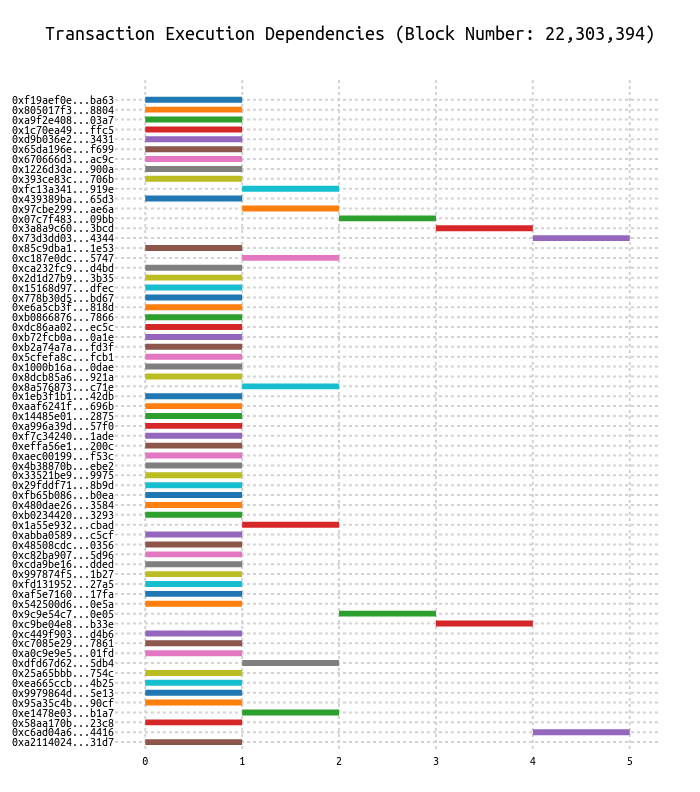 Transaction Execution Dependencies (Block Number: 22,303,394)
0xf19aef0e...ba63
0x805017f3...8804
0xa9f2e408...03a7
0x1c70ea49...ffc5
0xd9b036e2...3431
0x65da196e...f699
0x670666d3...ac9c
0x1226d3da...900a
0x393ce83c...706b
0xfc13a341...919e
0x439389ba...65d3
0x97cbe299...ae6a
0x07c7f483...09bb
0x3a8a9c60...3bcd
0x73d3dd03...4344
0x85c9dba1...1e53
0xc187e0dc...5747
0xca232fc9...d4bd
0x2d1d27b9...3b35
0x15168d97...dfec
0x778b30d5...bd67
0xe6a5cb3f...818d
0xb0866876...7866
0xdc86aa02...ec5c
0xb72fcb0a...0a1e
0xb2a74a7a...fd3f
0x5cfefa8c...fcb1
0x1000b16a...0dae
0x8dcb85a6...921a
0x8a576873...c71e
0x1eb3f1b1...42db
0xaaf6241f...696b
0x14485e01...2875
0xa996a39d...57f0
0xf7c34240...1ade
0xeffa56e1...200c
0xaec00199...f53c
0x4b38870b...ebe2
0x33521be9...9975
0x29fddf71...8b9d
0xfb65b086...b0ea
0x480dae26...3584
0xb0234420...3293
0x1a55e932...cbad
0xabba0589...c5cf
0x48508cdc...0356
0xc82ba907...5d96
0xcda9be16...dded
0x997874f5...1b27
0xfd131952...27a5
0xaf5e7160...17fa
0x542500d6...0e5a
0x9c9e54c7...0e05
0xc9be04e8...b33e
0xc449f903...d4b6
0xc7085e29...7861
0xa0c9e9e5...01fd
0xdfd67d62...5db4
0x25a65bbb...754c
0xea665ccb...4b25
0x9979864d...5e13
0x95a35c4b...90cf
0xe1478e03...b1a7
0x58aa170b...23c8
0xc6ad04a6...4416
0xa2114024...31d7
0 1 2 3 4 5